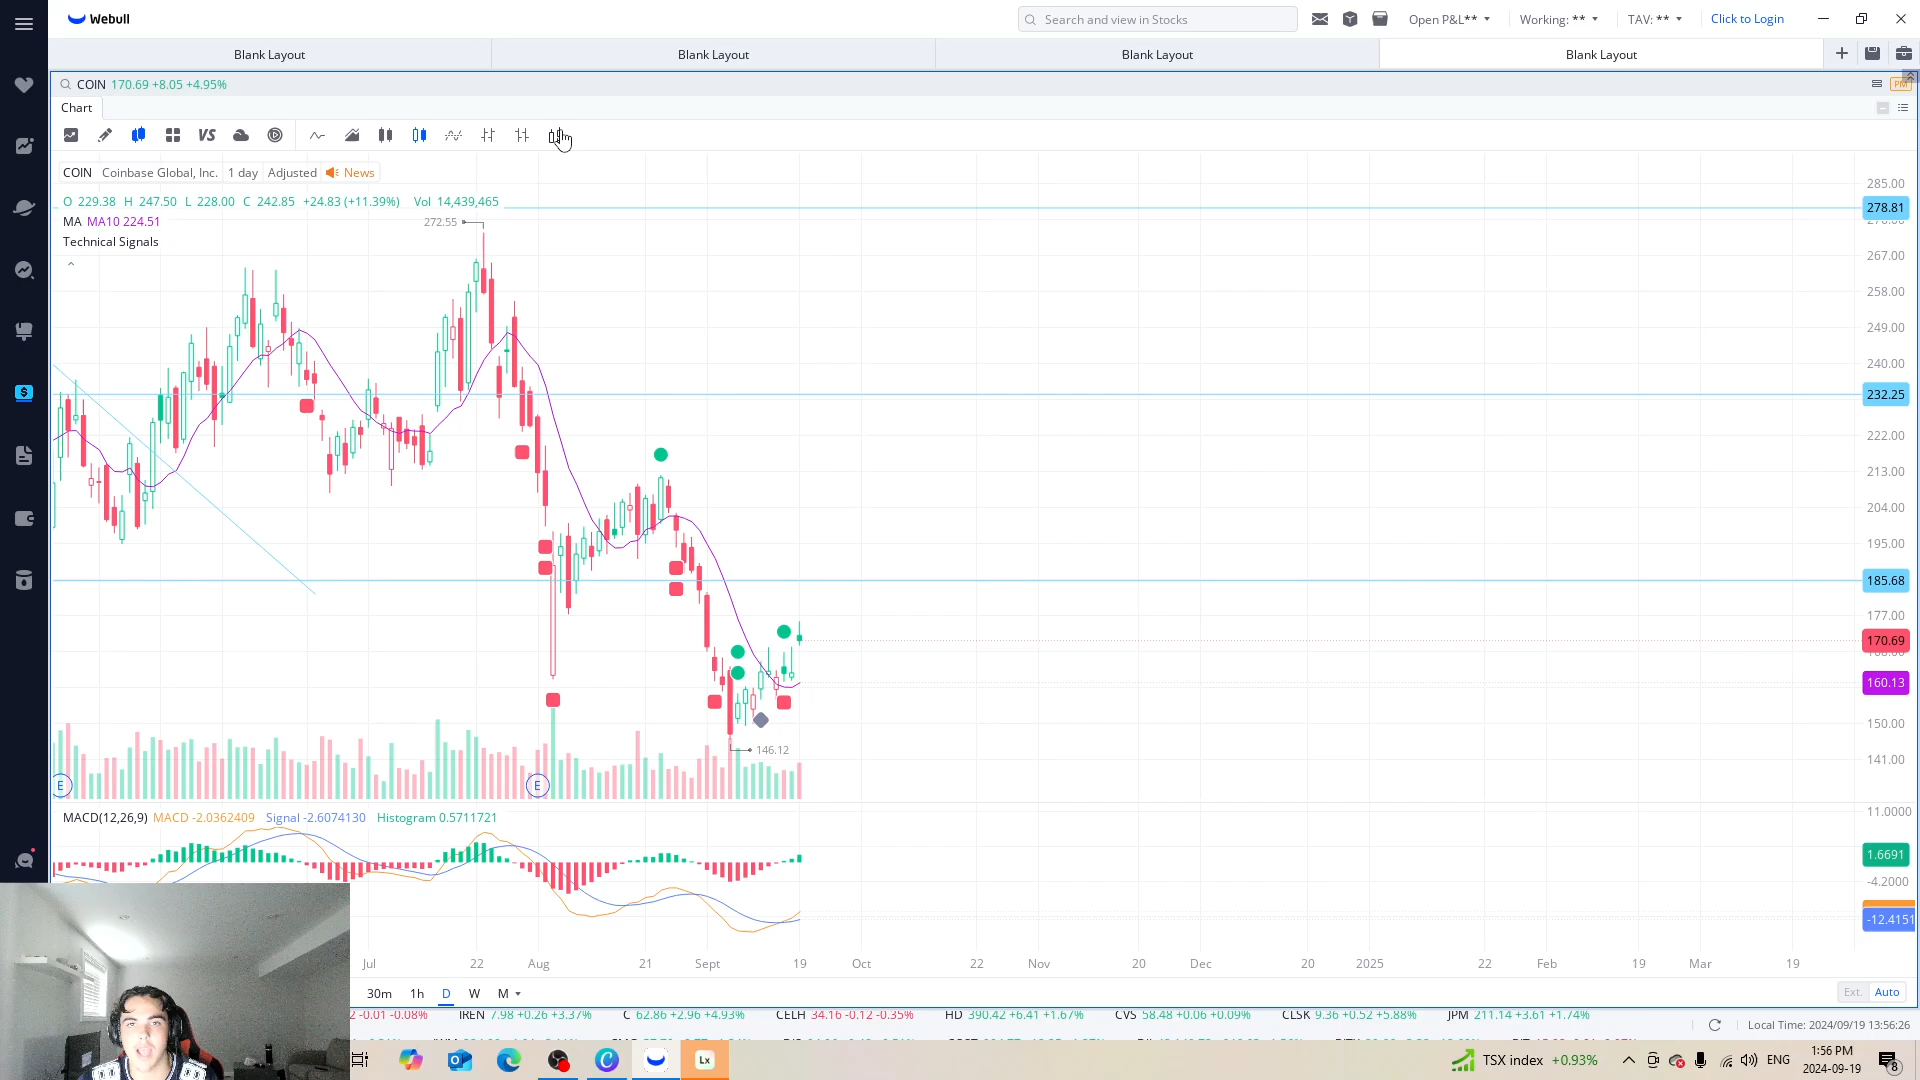 Webull
Search and view in Stocks
Open P&L**
Working: **
TAV: **
Click to Login
Blank Layout
Blank Layout
Blank Layout
Blank Layout
COIN 170.69 +8.05 +4.95%
PM
Chart
VS
COIN Coinbase Global, Inc. 1 day Adjusted News
O 229.38 H 247.50 L 228.00 C 242.85 +24.83 (+11.39%) Vol 14,439,465
MA MA10 224.51
Technical Signals
272.55
146.12
E
E
285.00
278.81
267.00
258.00
249.00
240.00
232.25
222.00
213.00
204.00
195.00
185.68
177.00
170.69
160.13
150.00
141.00
MACD(12,26,9) MACD -2.0362409 Signal -2.6074130 Histogram 0.5711721
11.0000
1.6691
-4.2000
-12.4151
Jul 22 Aug 21 Sept 19 Oct 22 Nov 20 Dec 20 2025 22 Feb 19 Mar 19
30m 1h D W M
Ext. Auto
2 -0.01 -0.08% IREN 7.98 +0.26 +3.37% C 62.86 +2.96 +4.93% CELH 34.16 -0.12 -0.35% HD 390.42 +6.41 +1.67% CVS 58.48 +0.06 +0.09% CLSK 9.36 +0.52 +5.88% JPM 211.14 +3.61 +1.74%
Local Time: 2024/09/19 13:56:26
Lx
TSX index +0.93%
ENG
1:56 PM
2024-09-19
8